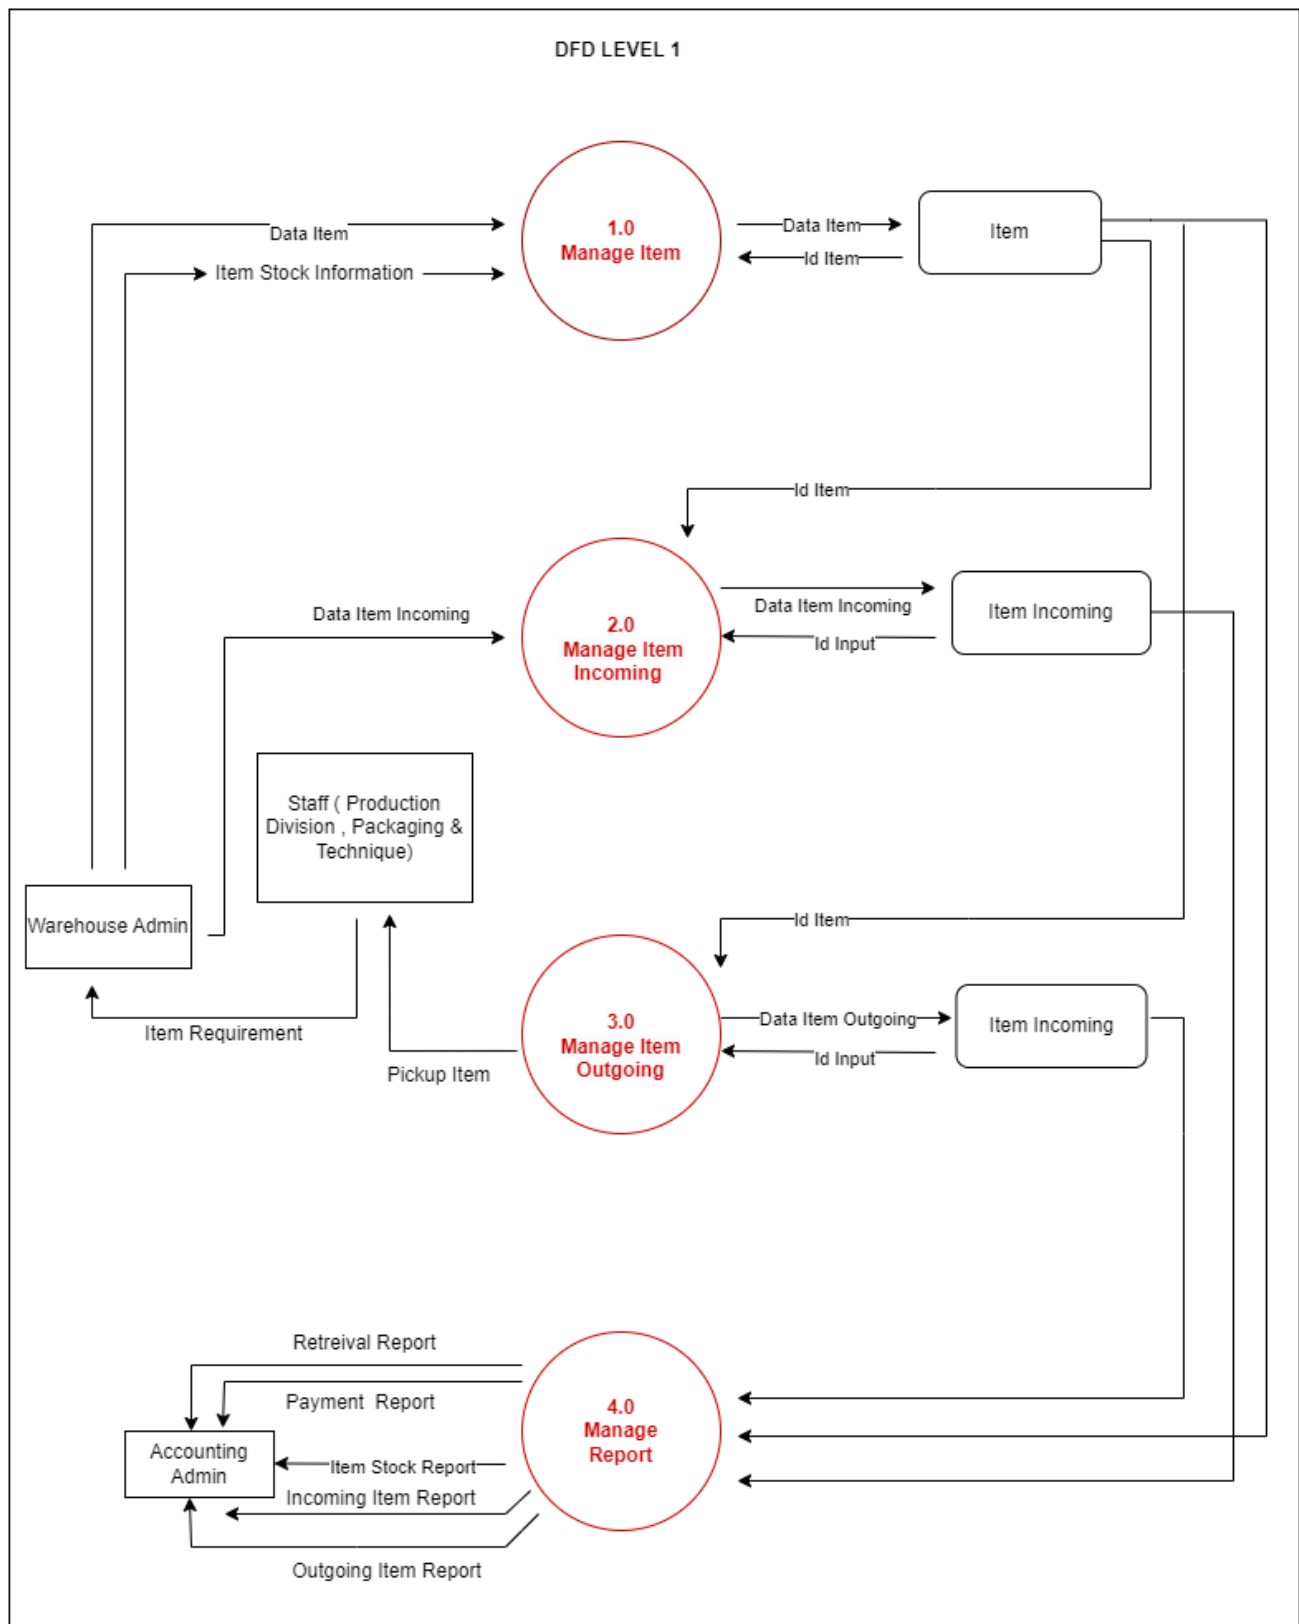 DFD LEVEL 1
1.0
Manage Item
Data Item
Item Stock Information
Data Item
Id Item
Item
Id Item
Data Item Incoming
2.0
Manage Item
Incoming
Data Item Incoming
Id Input
Item Incoming
Staff ( Production
Division , Packaging &
Technique)
Warehouse Admin
Item Requirement
Pickup Item
Id Item
3.0
Manage Item
Outgoing
Data Item Outgoing
Id Input
Item Incoming
Retreival Report
Payment  Report
4.0
Manage
Report
Accounting
Admin
Item Stock Report
Incoming Item Report
Outgoing Item Report